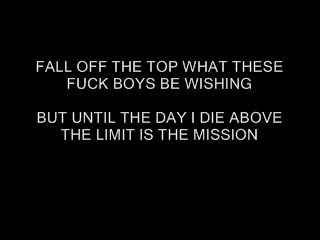 FALL OFF THE TOP WHAT THESE
FUCK BOYS BE WISHING
BUT UNTIL THE DAY I DIE ABOVE
THE LIMIT IS THE MISSION